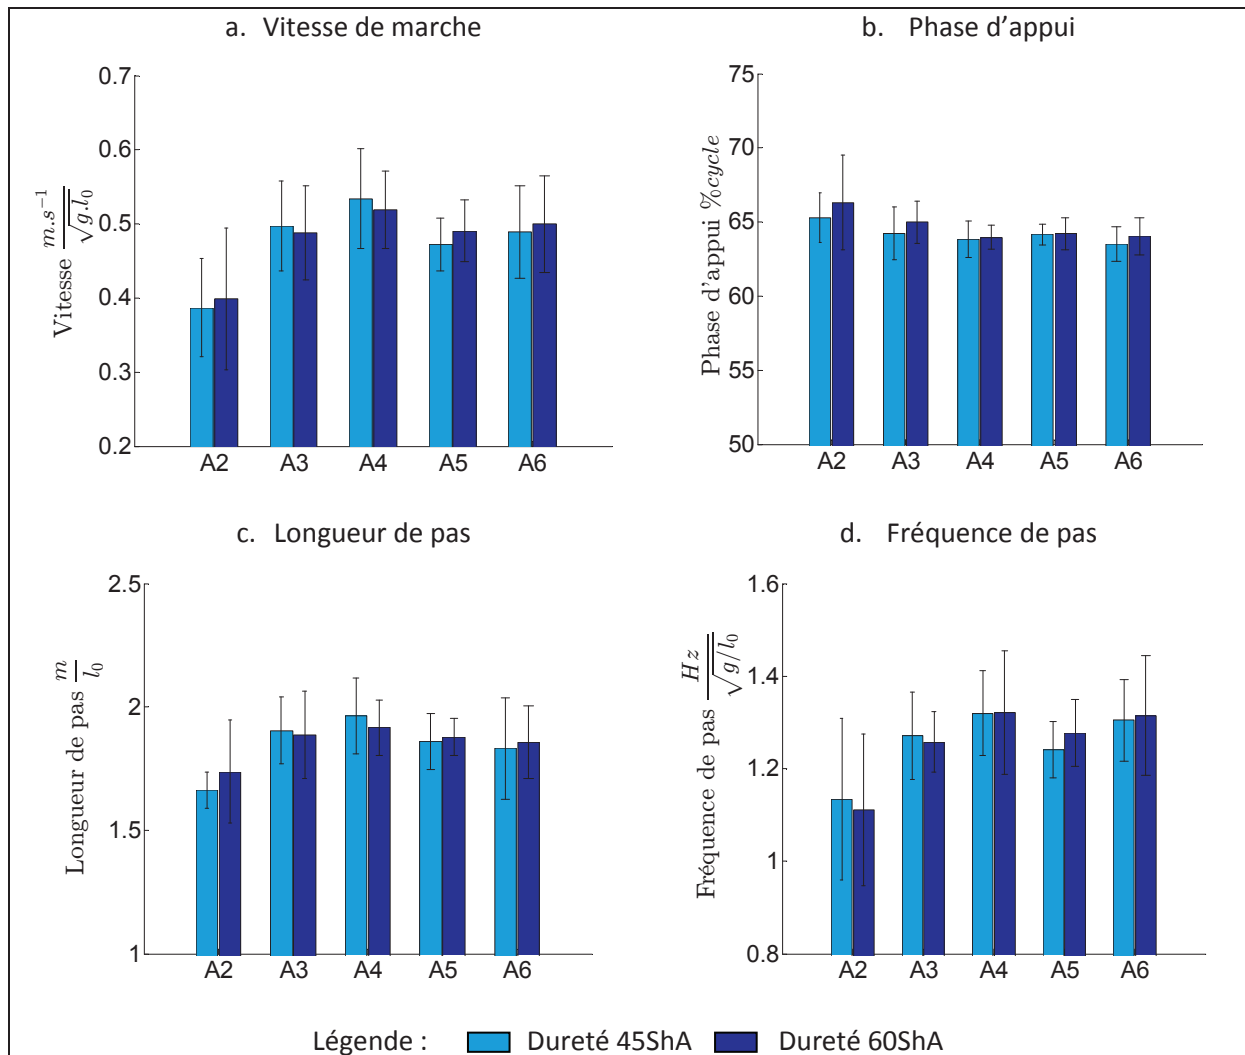 a. Vitesse de marche
0.7
0.6
0.5
0.4
0.3
0.2
Vitesse m.s⁻¹/√g.l₀
A2 A3 A4 A5 A6
b. Phase d'appui
75
70
65
60
55
50
Phase d'appui %cycle
A2 A3 A4 A5 A6
c. Longueur de pas
2.5
2
1.5
1
Longueur de pas m/l₀
A2 A3 A4 A5 A6
d. Fréquence de pas
1.6
1.4
1.2
1
0.8
Fréquence de pas Hz/√g/l₀
A2 A3 A4 A5 A6
Légende : Dureté 45ShA Dureté 60ShA